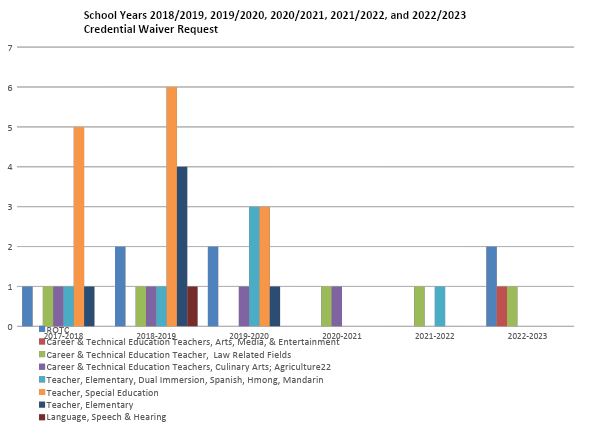 School Years 2018/2019, 2019/2020, 2020/2021, 2021/2022, and 2022/2023
Credential Waiver Request
7
6
5
4
3
2
1
0
2017-2018 2018-2019 2019-2020 2020-2021 2021-2022 2022-2023
ROTC
Career & Technical Education Teachers, Arts, Media, & Entertainment
Career & Technical Education Teacher, Law Related Fields
Career & Technical Education Teachers, Culinary Arts; Agriculture22
Teacher, Elementary, Dual Immersion, Spanish, Hmong, Mandarin
Teacher, Special Education
Teacher, Elementary
Language, Speech & Hearing